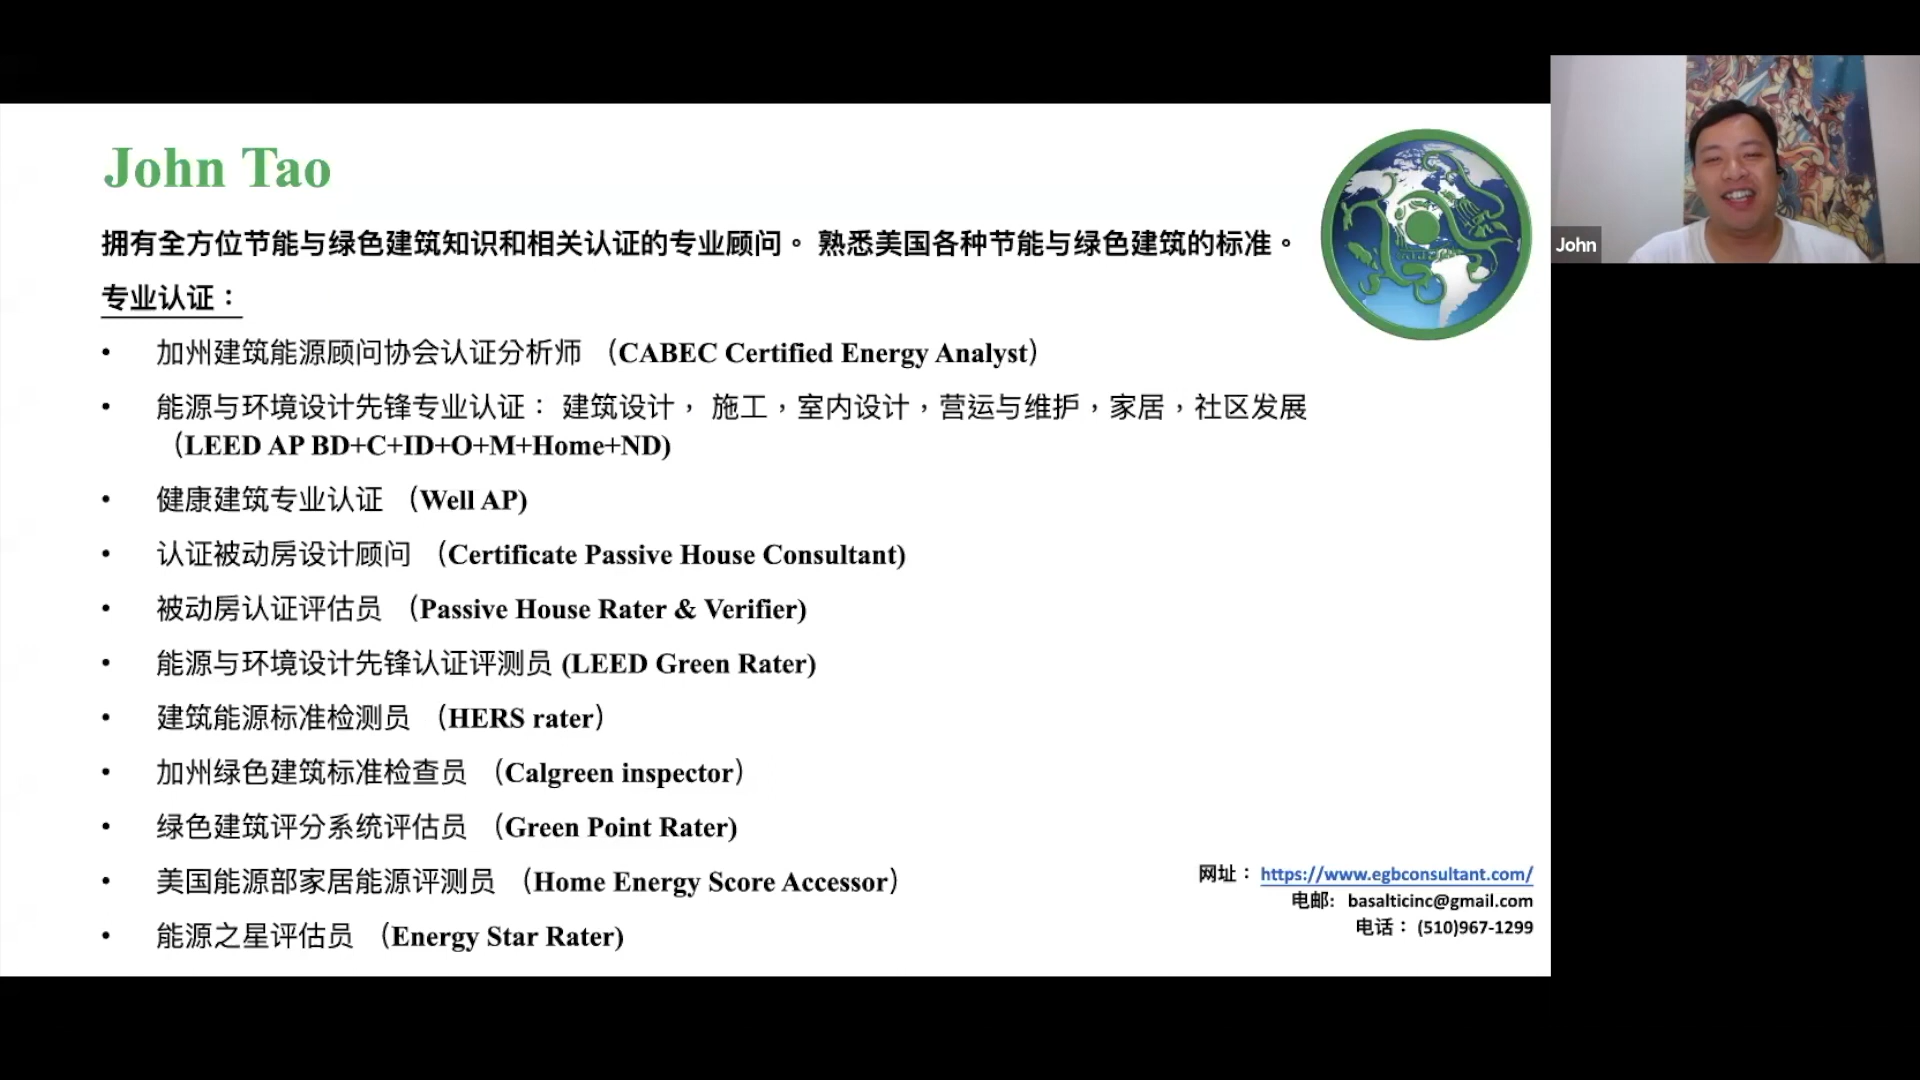 John Tao
拥有全方位节能与绿色建筑知识和相关认证的专业顾问。 熟悉美国各种节能与绿色建筑的标准。
专业认证：
• 加州建筑能源顾问协会认证分析师 （CABEC Certified Energy Analyst）
• 能源与环境设计先锋专业认证： 建筑设计， 施工，室内设计，营运与维护，家居，社区发展
（LEED AP BD+C+ID+O+M+Home+ND)
• 健康建筑专业认证 （Well AP)
• 认证被动房设计顾问 （Certificate Passive House Consultant)
• 被动房认证评估员 （Passive House Rater & Verifier)
• 能源与环境设计先锋认证评测员 (LEED Green Rater)
• 建筑能源标准检测员 （HERS rater）
• 加州绿色建筑标准检查员 （Calgreen inspector）
• 绿色建筑评分系统评估员 （Green Point Rater)
• 美国能源部家居能源评测员 （Home Energy Score Accessor）
• 能源之星评估员 （Energy Star Rater)
网址： https://www.egbconsultant.com/
电邮: basalticinc@gmail.com
电话： (510)967-1299
John